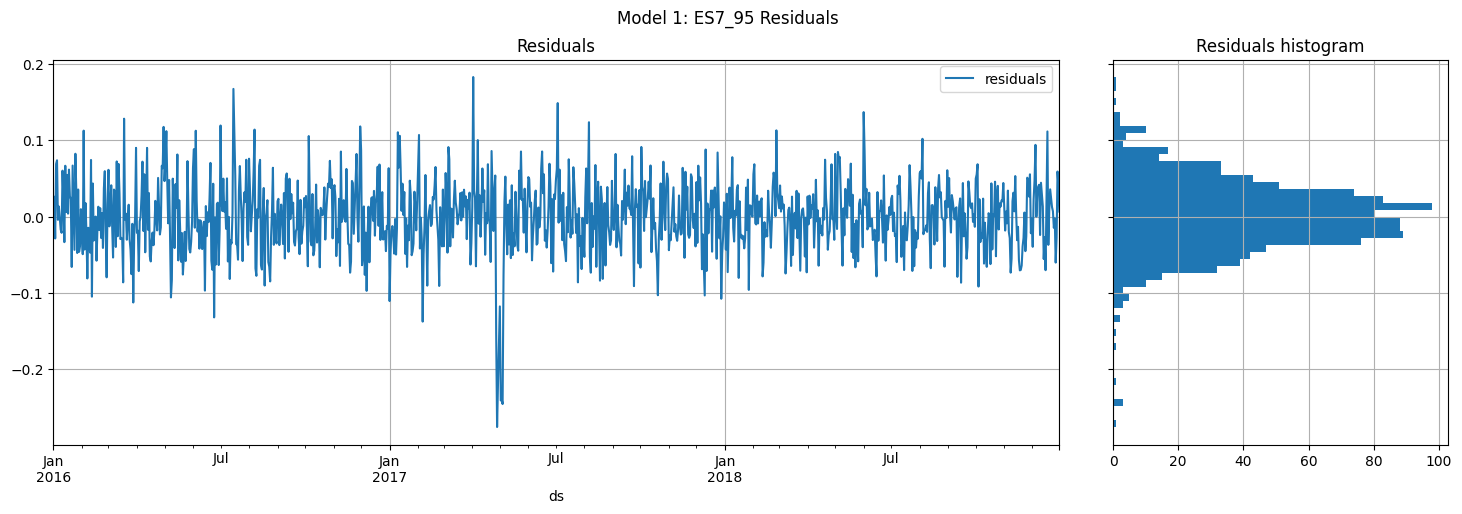 Model 1: ES7_95 Residuals
Residuals
Residuals histogram
residuals
0.2
0.1
0.0
−0.1
−0.2
Jan
2016
Jul
Jan
2017
Jul
Jan
2018
Jul
ds
0
20
40
60
80
100